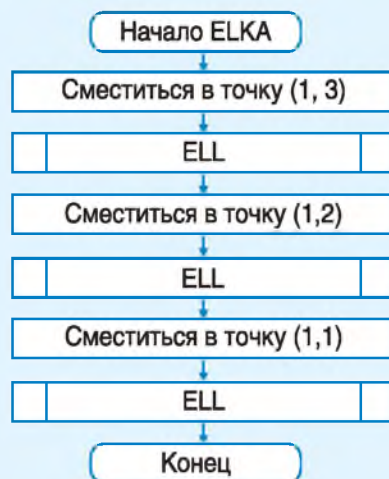 Начало ELKA
Сместиться в точку (1, 3)
ELL
Сместиться в точку (1,2)
ELL
Сместиться в точку (1,1)
ELL
Конец